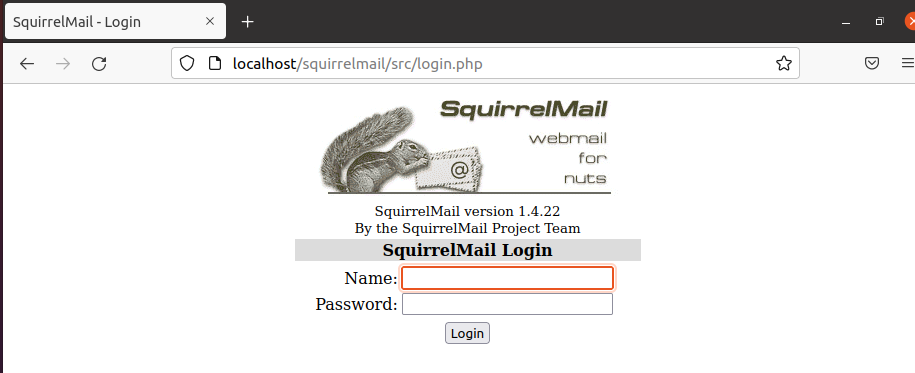 SquirrelMail - Login
localhost/squirrelmail/src/login.php
SquirrelMail
webmail
for
nuts
@
SquirrelMail version 1.4.22
By the SquirrelMail Project Team
SquirrelMail Login
Name:
Password:
Login